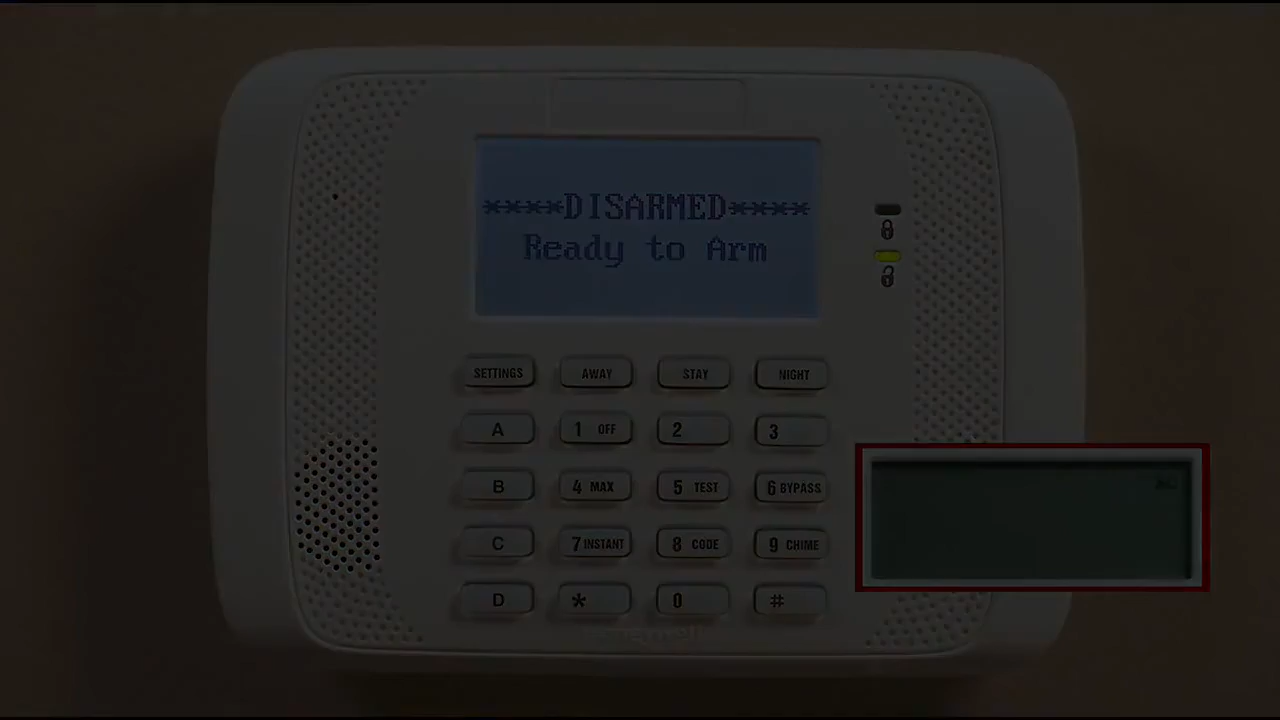 ****DISARMED****
Ready to Arm
SETTINGS AWAY STAY NIGHT
A 1 OFF 2 3
B 4 MAX 5 TEST 6 BYPASS
C 7 INSTANT 8 CODE 9 CHIME
D * 0 #
Honeywell